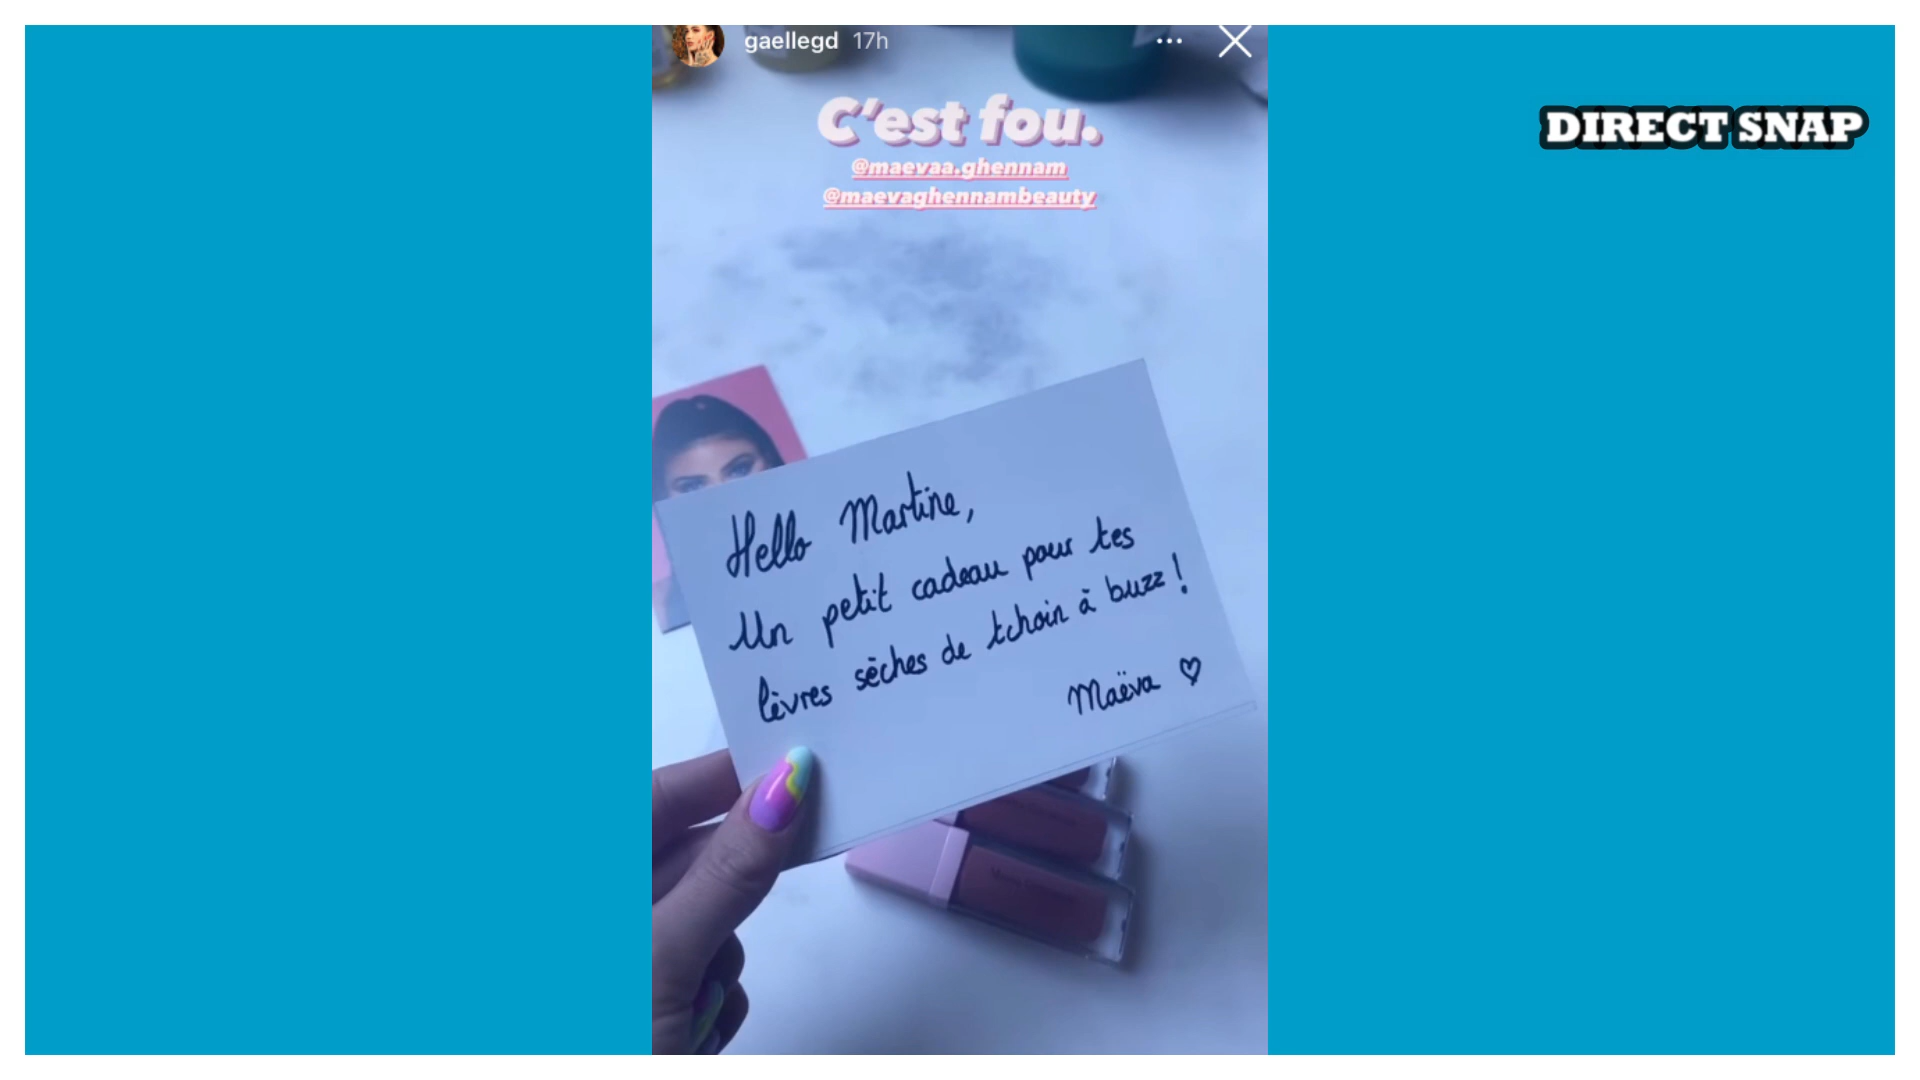 gaellegd 17h
C'est fou.
@maevaa.ghennam
@maevaghennambeauty
DIRECT SNAP
Hello Martine,
Un petit cadeau pour tes
lèvres sèches de tchoin à buzz !
Maëva ♡